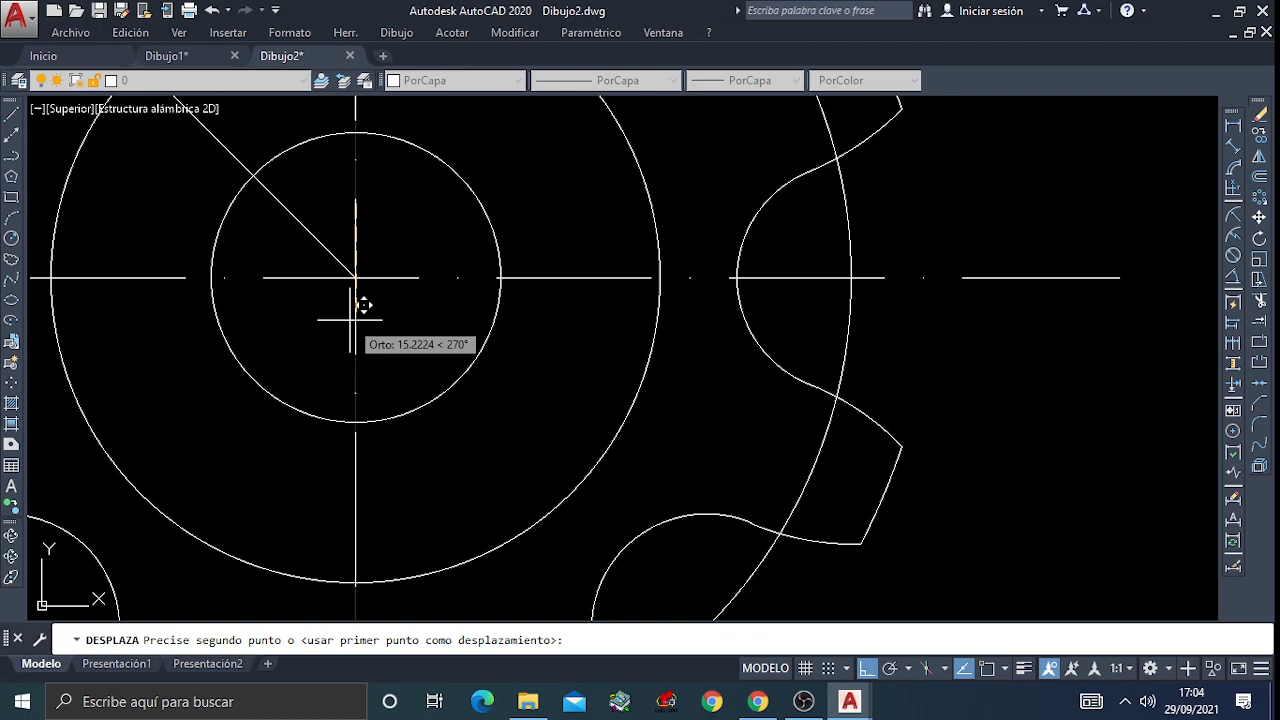 Autodesk AutoCAD 2020 Dibujo2.dwg
Escriba palabra clave o frase
Iniciar sesión
Archivo Edición Ver Insertar Formato Herr. Dibujo Acotar Modificar Paramétrico Ventana ?
Inicio Dibujo1* Dibujo2*
0 PorCapa PorCapa PorCapa PorColor
[−][Superior][Estructura alámbrica 2D]
Orto: 15.2224 < 270°
Y
X
DESPLAZA Precise segundo punto o <usar primer punto como desplazamiento>:
Modelo Presentación1 Presentación2 MODELO 1:1
Escribe aquí para buscar
17:04
29/09/2021